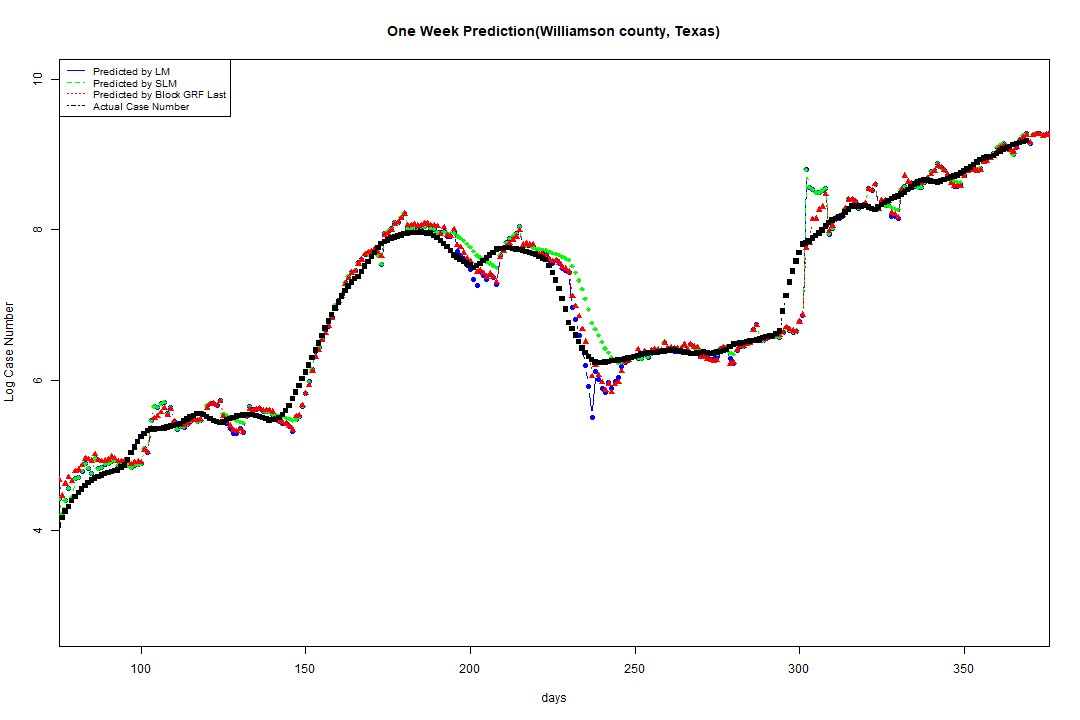 One Week Prediction(Williamson county, Texas)
Predicted by LM
Predicted by SLM
Predicted by Block GRF Last
Actual Case Number
10
8
6
4
Log Case Number
100 150 200 250 300 350
days